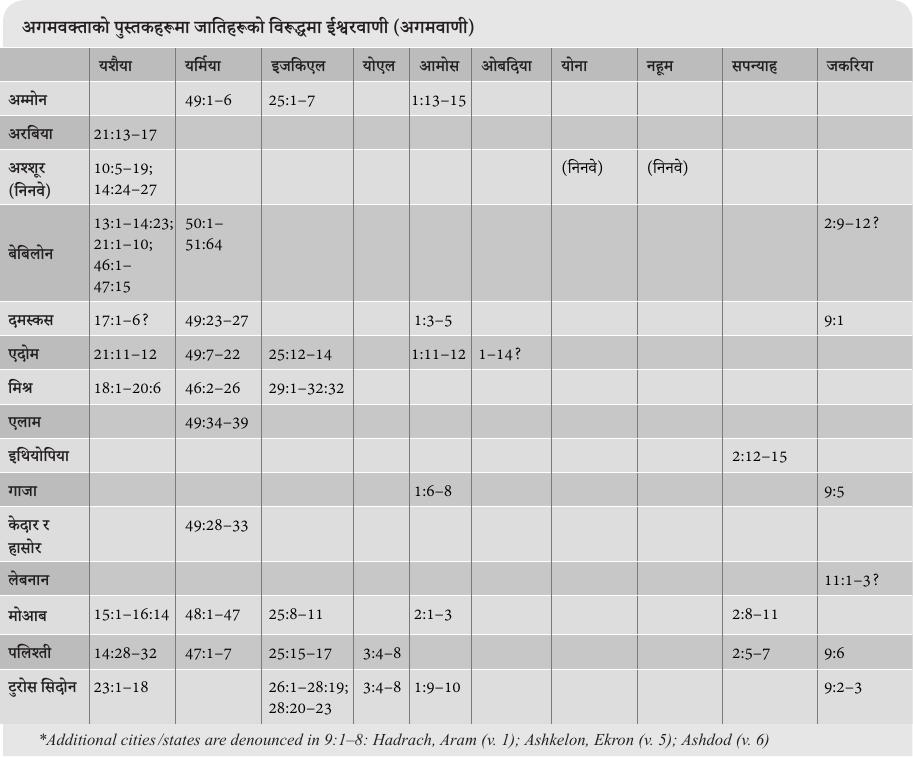 अगमवक्ताको पुस्तकहरूमा जातिहरूको विरूद्धमा ईश्वरवाणी (अगमवाणी)
यशैया यर्मिया इजकिएल योएल आमोस ओबदिया योना नहूम सपन्याह जकरिया
अम्मोन 49:1–6 25:1–7 1:13–15
अरबिया 21:13–17
अश्शूर 10:5–19; (निनवे) (निनवे)
(निनवे) 14:24–27
13:1–14:23; 50:1– 2:9–12?
21:1–10; 51:64
बेबिलोन
46:1–
47:15
दमस्कस 17:1–6? 49:23–27 1:3–5 9:1
एदोम 21:11–12 49:7–22 25:12–14 1:11–12 1–14?
मिश्र 18:1–20:6 46:2–26 29:1–32:32
एलाम 49:34–39
इथियोपिया 2:12–15
गाजा 1:6–8 9:5
केदार र 49:28–33
हासोर
लेबनान 11:1–3?
मोआब 15:1–16:14 48:1–47 25:8–11 2:1–3 2:8–11
पलिश्ती 14:28–32 47:1–7 25:15–17 3:4–8 2:5–7 9:6
टुरोस सिदोन 23:1–18 26:1–28:19; 3:4–8 1:9–10 9:2–3
28:20–23
*Additional cities/states are denounced in 9:1–8: Hadrach, Aram (v. 1); Ashkelon, Ekron (v. 5); Ashdod (v. 6)